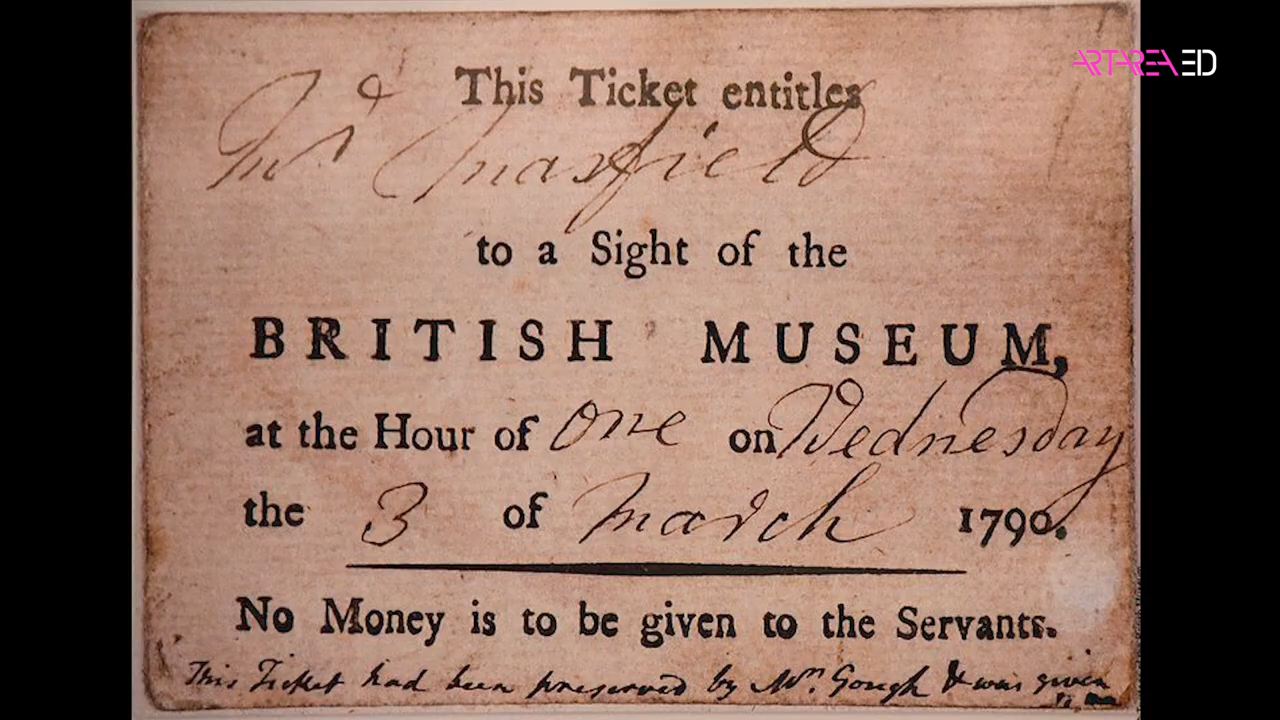 ARTAREA ED
This Ticket entitles
Mr Maxfield
to a Sight of the
BRITISH MUSEUM,
at the Hour of One on Wednesday
the 3 of March 1790.
No Money is to be given to the Servants.
This Ticket had been preserved by Mr. Gough & was given